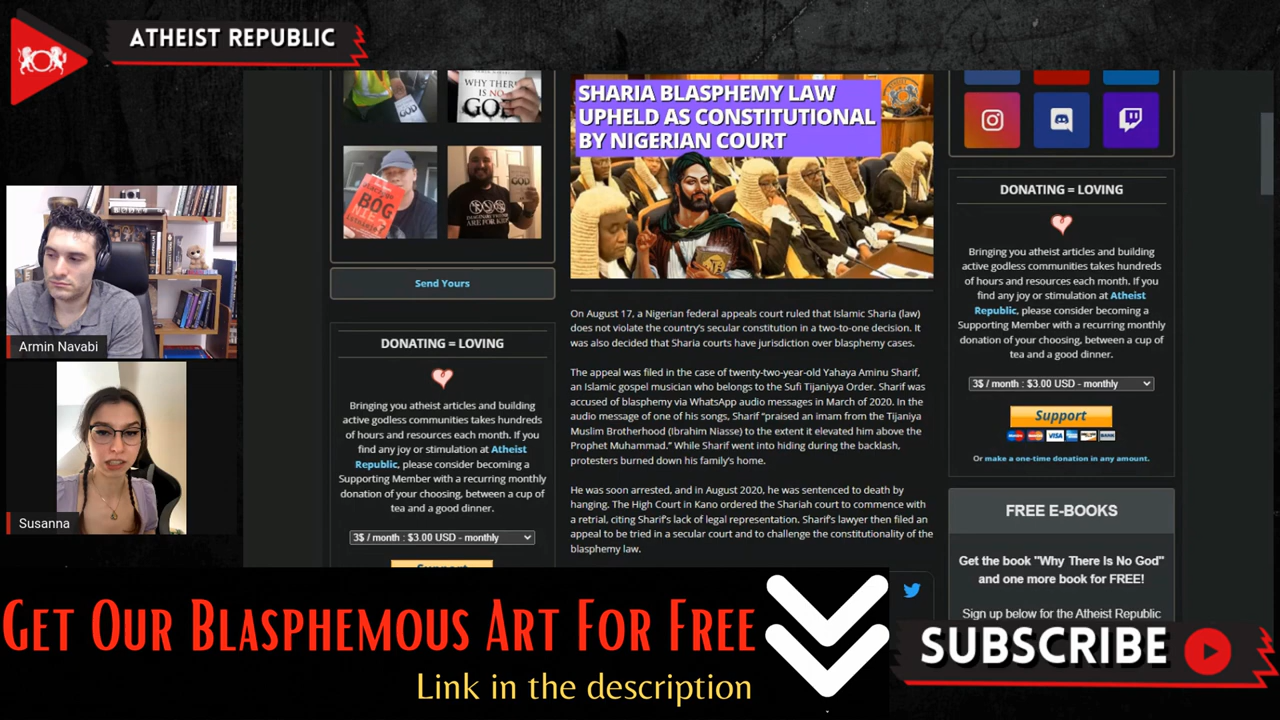 ATHEIST REPUBLIC
WHY THERE
IS NO
GOD
BOG
GOD
Send Yours
DONATING = LOVING
Bringing you atheist articles and building
active godless communities takes hundreds
of hours and resources each month. If you
find any joy or stimulation at Atheist
Republic, please consider becoming a
Supporting Member with a recurring monthly
donation of your choosing, between a cup of
tea and a good dinner.
3$ / month : $3.00 USD - monthly
Support
SHARIA BLASPHEMY LAW
UPHELD AS CONSTITUTIONAL
BY NIGERIAN COURT
On August 17, a Nigerian federal appeals court ruled that Islamic Sharia (law)
does not violate the country's secular constitution in a two-to-one decision. It
was also decided that Sharia courts have jurisdiction over blasphemy cases.
The appeal was filed in the case of twenty-two-year-old Yahaya Aminu Sharif,
an Islamic gospel musician who belongs to the Sufi Tijaniyya Order. Sharif was
accused of blasphemy via WhatsApp audio messages in March of 2020. In the
audio message of one of his songs, Sharif "praised an imam from the Tijaniya
Muslim Brotherhood (Ibrahim Niasse) to the extent it elevated him above the
Prophet Muhammad." While Sharif went into hiding during the backlash,
protesters burned down his family's home.
He was soon arrested, and in August 2020, he was sentenced to death by
hanging. The High Court in Kano ordered the Shariah court to commence with
a retrial, citing Sharif's lack of legal representation. Sharif's lawyer then filed an
appeal to be tried in a secular court and to challenge the constitutionality of the
blasphemy law.
DONATING = LOVING
Bringing you atheist articles and building
active godless communities takes hundreds
of hours and resources each month. If you
find any joy or stimulation at Atheist
Republic, please consider becoming a
Supporting Member with a recurring monthly
donation of your choosing, between a cup of
tea and a good dinner.
3$ / month : $3.00 USD - monthly
Support
VISA
BANK
Or make a one-time donation in any amount.
FREE E-BOOKS
Get the book "Why There Is No God"
and one more book for FREE!
Sign up below for the Atheist Republic
Armin Navabi
Susanna
GET OUR BLASPHEMOUS ART FOR FREE
Link in the description
SUBSCRIBE